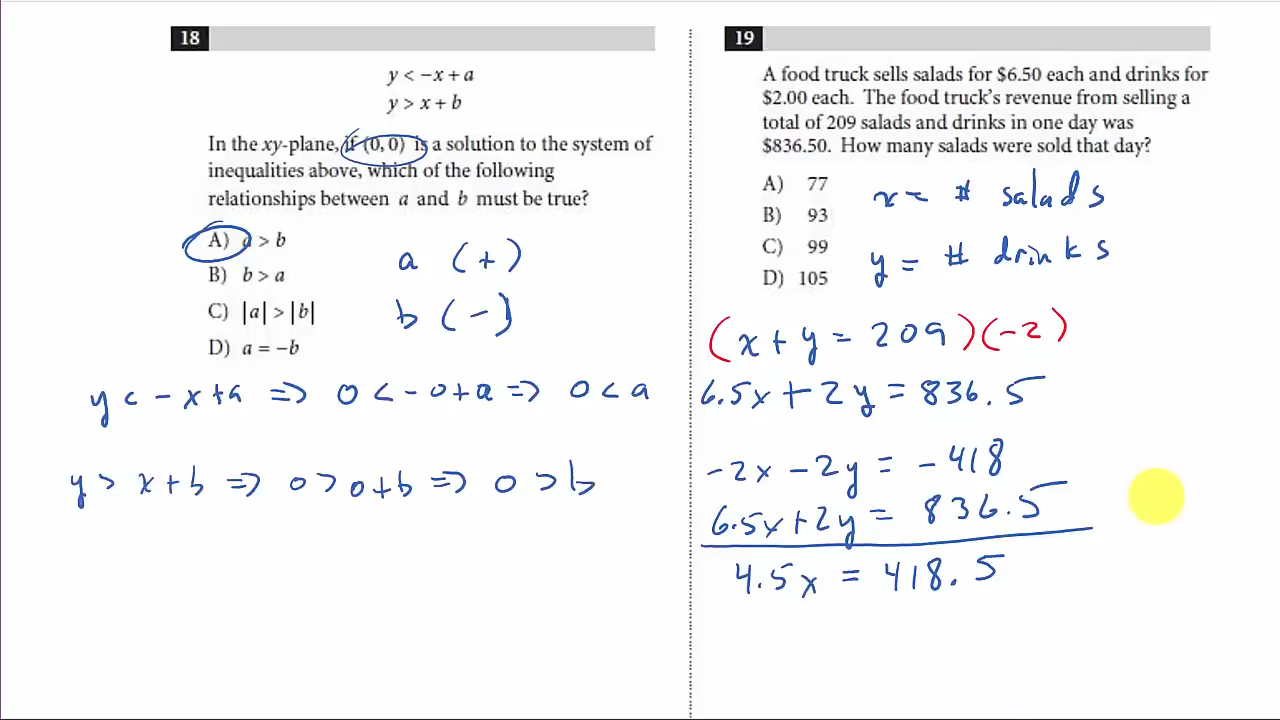 18
y < −x + a
y > x + b
In the xy-plane, if (0, 0) is a solution to the system of
inequalities above, which of the following
relationships between a and b must be true?
A) a > b
B) b > a
C) |a| > |b|
D) a = −b
a (+)
b (-)
y < - x + a => 0 < - 0 + a => 0 < a
y > x + b => 0 > 0 + b => 0 > b
19
A food truck sells salads for $6.50 each and drinks for
$2.00 each. The food truck’s revenue from selling a
total of 209 salads and drinks in one day was
$836.50. How many salads were sold that day?
A) 77
B) 93
C) 99
D) 105
x = # salads
y = # drinks
(x + y = 209)(-2)
6.5x + 2y = 836.5
-2x - 2y = -418
6.5x + 2y = 836.5
4.5x = 418.5